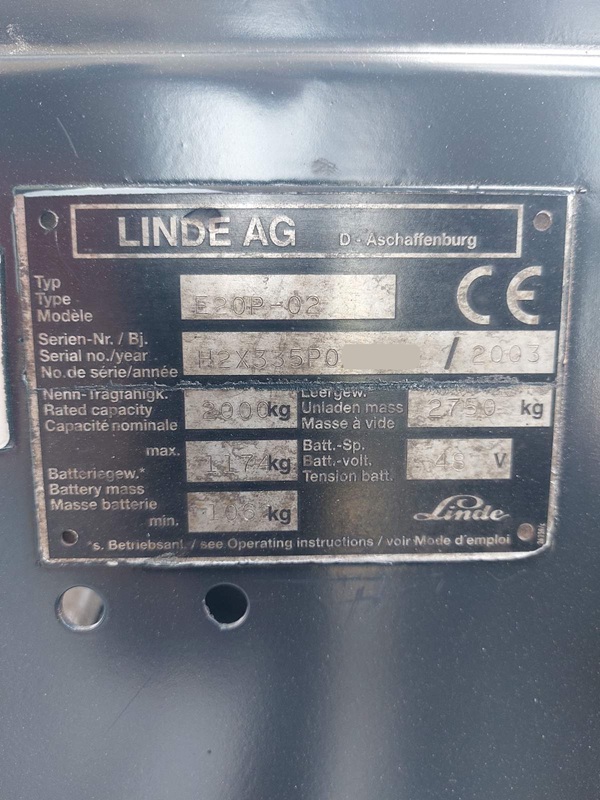 LINDE AG D - Aschaffenburg
Typ
Type
Modèle
E20P-02
CE
Serien-Nr. / Bj.
Serial no./year
No. de série/année
H2X335P0 / 2003
Nenn-Tragfähigk.
Rated capacity
Capacité nominale
2000 kg
Leergew.
Unladen mass
Masse à vide
kg
Batteriegew.*
Battery mass
Masse batterie
max.
1174 kg
min.
kg
Batt.-Sp.
Batt.-volt.
Tension batt.
48 V
Linde
*s. Betriebsanl. / see Operating instructions / voir Mode d'emploi